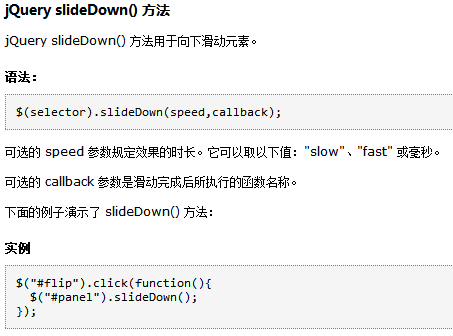 jQuery slideDown() 方法
jQuery slideDown() 方法用于向下滑动元素。
语法：
$(selector).slideDown(speed,callback);
可选的 speed 参数规定效果的时长。它可以取以下值："slow"、"fast" 或毫秒。
可选的 callback 参数是滑动完成后所执行的函数名称。
下面的例子演示了 slideDown() 方法：
实例
$("#flip").click(function(){
  $("#panel").slideDown();
});